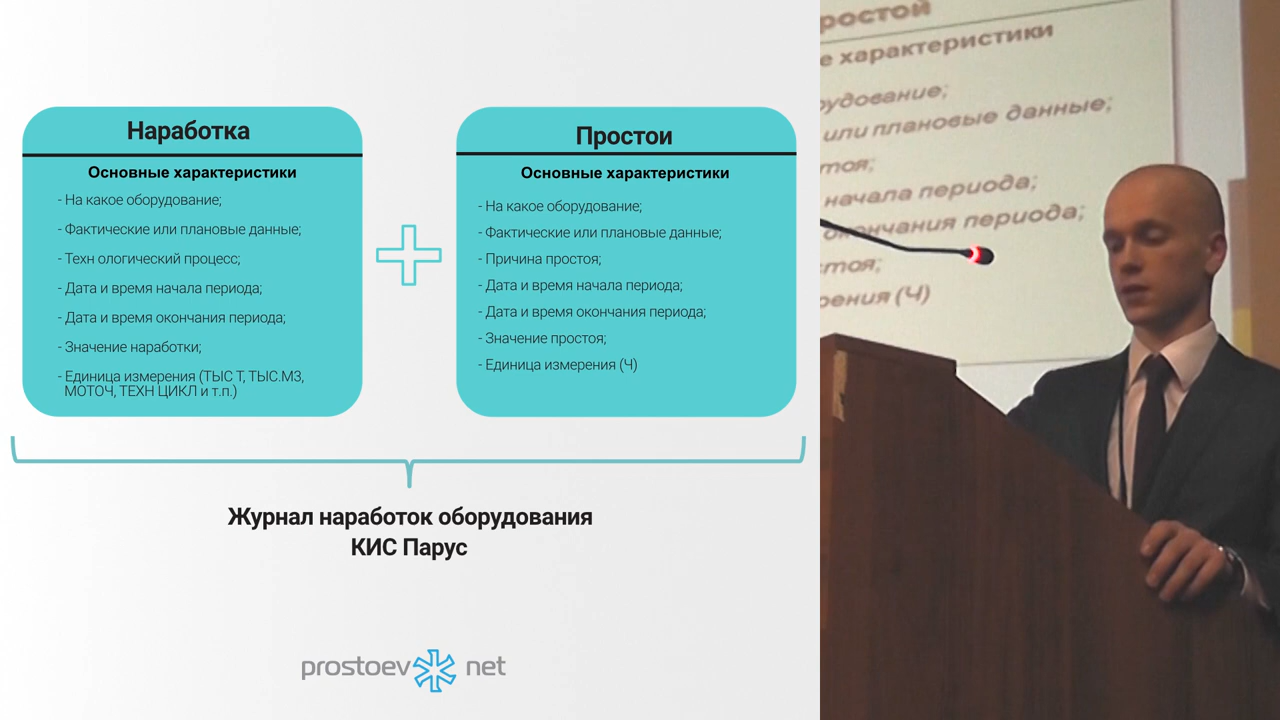 Наработка
Основные характеристики
- На какое оборудование;
- Фактические или плановые данные;
- Техн ологический процесс;
- Дата и время начала периода;
- Дата и время окончания периода;
- Значение наработки;
- Единица измерения (ТЫС Т, ТЫС.М3,
МОТОЧ, ТЕХН ЦИКЛ и т.п.)
Простои
Основные характеристики
- На какое оборудование;
- Фактические или плановые данные;
- Причина простоя;
- Дата и время начала периода;
- Дата и время окончания периода;
- Значение простоя;
- Единица измерения (Ч)
Журнал наработок оборудования
КИС Парус
prostoev net
ростой
е характеристики
рудование;
или плановые данные;
тоя;
начала периода;
окончания периода;
стоя;
рения (Ч)